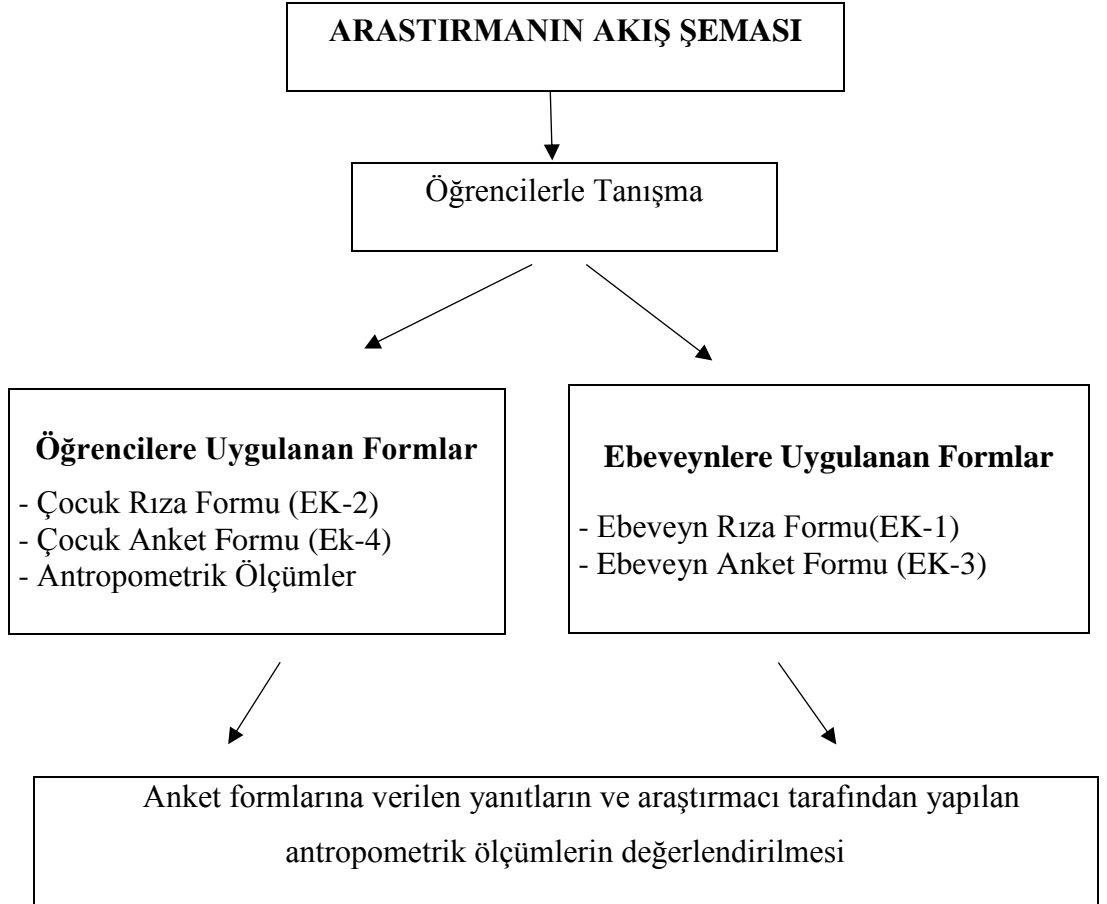 ARASTIRMANIN AKIŞ ŞEMASI
Öğrencilerle Tanışma
Öğrencilere Uygulanan Formlar
- Çocuk Rıza Formu (EK-2)
- Çocuk Anket Formu (Ek-4)
- Antropometrik Ölçümler
Ebeveynlere Uygulanan Formlar
- Ebeveyn Rıza Formu(EK-1)
- Ebeveyn Anket Formu (EK-3)
Anket formlarına verilen yanıtların ve araştırmacı tarafından yapılan
antropometrik ölçümlerin değerlendirilmesi